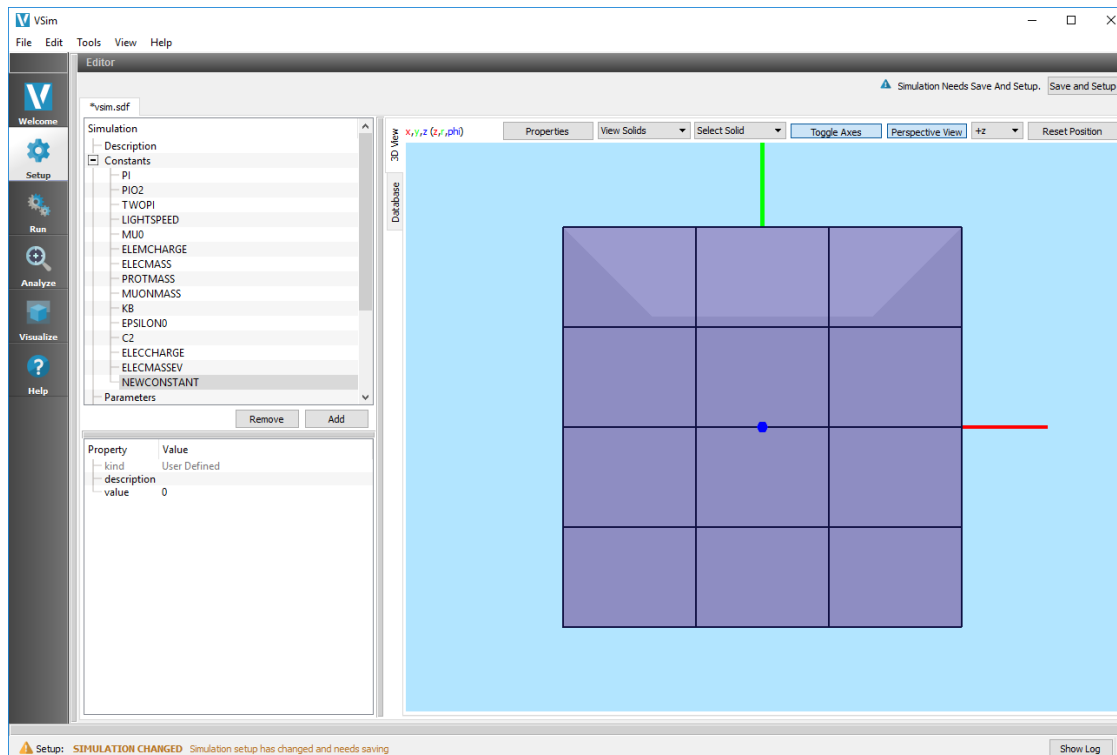 VSim
File Edit Tools View Help
Editor
Simulation Needs Save And Setup. Save and Setup
*vsim.sdf
Welcome
Setup
Run
Analyze
Visualize
Help
Simulation
Description
Constants
PI
PIO2
TWOPI
LIGHTSPEED
MU0
ELEMCHARGE
ELECMASS
PROTMASS
MUONMASS
KB
EPSILON0
C2
ELECCHARGE
ELECMASSEV
NEWCONSTANT
Parameters
Remove Add
Property Value
kind User Defined
description
value 0
3D View
Database
x,y,z (z,r,phi) Properties View Solids Select Solid Toggle Axes Perspective View +z Reset Position
Setup: SIMULATION CHANGED Simulation setup has changed and needs saving Show Log